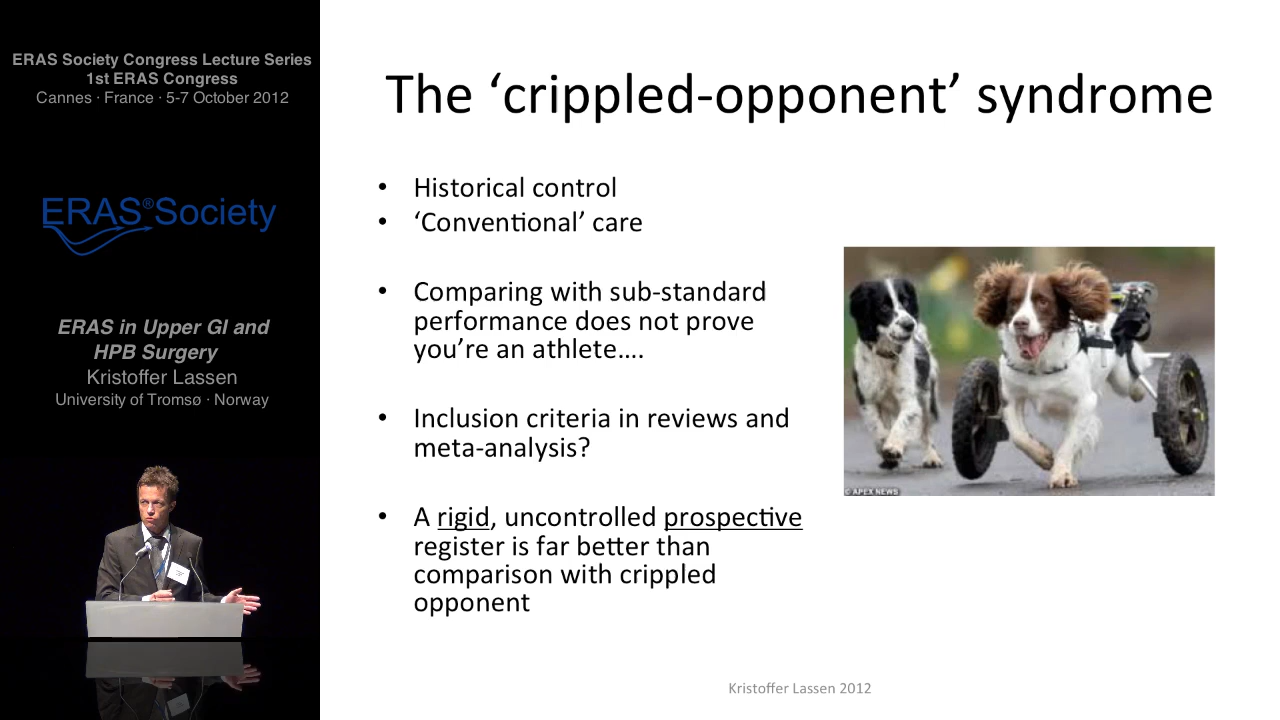 ERAS Society Congress Lecture Series
1st ERAS Congress
Cannes · France · 5-7 October 2012
ERAS®Society
ERAS in Upper GI and
HPB Surgery
Kristoffer Lassen
University of Tromsø · Norway
The ‘crippled-opponent’ syndrome
• Historical control
• ‘Conventional’ care
• Comparing with sub-standard
performance does not prove
you’re an athlete....
• Inclusion criteria in reviews and
meta-analysis?
• A rigid, uncontrolled prospective
register is far better than
comparison with crippled
opponent
© APEX NEWS
Kristoffer Lassen 2012